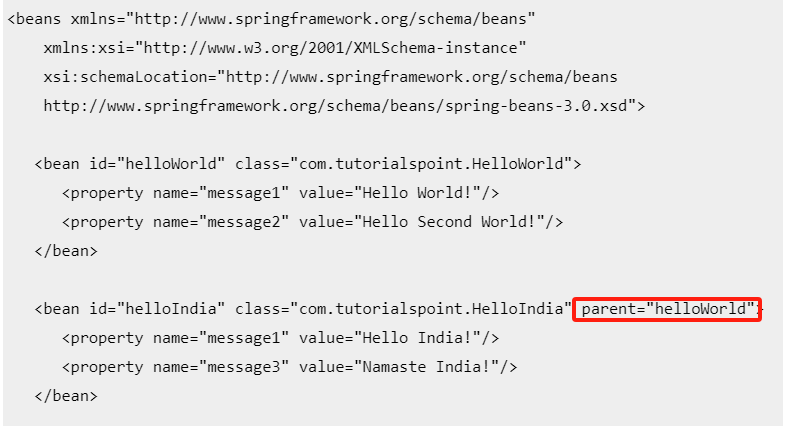 <beans xmlns="http://www.springframework.org/schema/beans"
    xmlns:xsi="http://www.w3.org/2001/XMLSchema-instance"
    xsi:schemaLocation="http://www.springframework.org/schema/beans
    http://www.springframework.org/schema/beans/spring-beans-3.0.xsd">

   <bean id="helloWorld" class="com.tutorialspoint.HelloWorld">
      <property name="message1" value="Hello World!"/>
      <property name="message2" value="Hello Second World!"/>
   </bean>

   <bean id="helloIndia" class="com.tutorialspoint.HelloIndia" parent="helloWorld">
      <property name="message1" value="Hello India!"/>
      <property name="message3" value="Namaste India!"/>
   </bean>